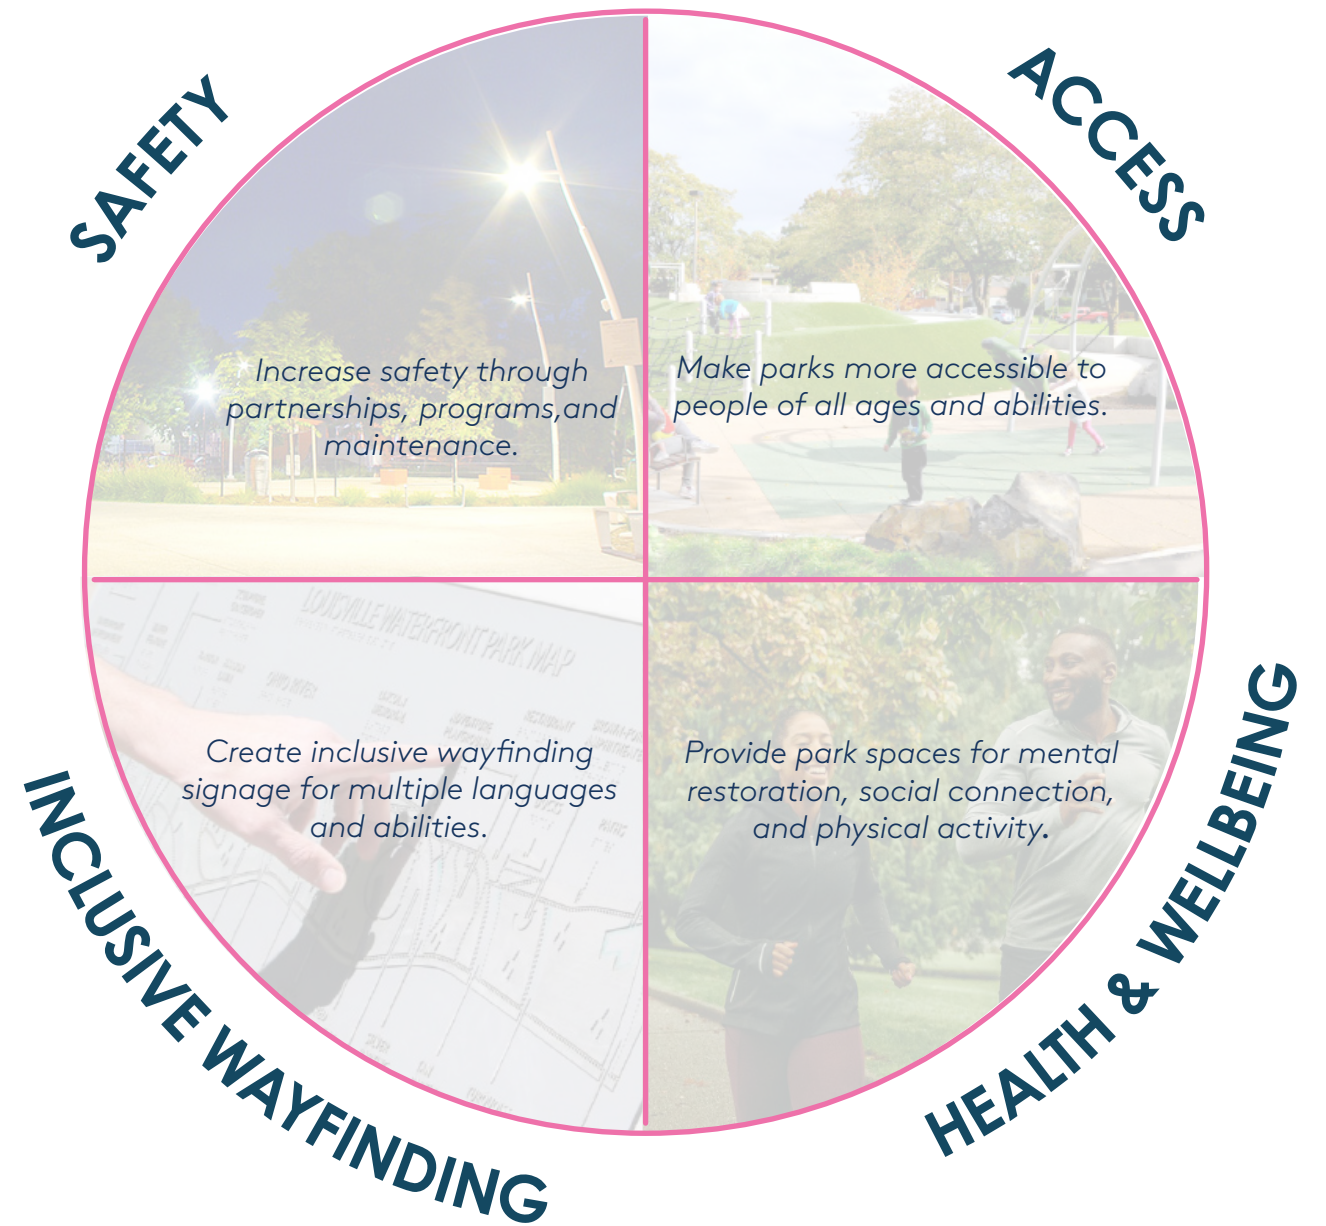 SAFETY
ACCESS
Increase safety through
partnerships, programs,and
maintenance.
Make parks more accessible to
people of all ages and abilities.
LOUISVILLE WATERFRONT PARK MAP
Create inclusive wayfinding
signage for multiple languages
and abilities.
Provide park spaces for mental
restoration, social connection,
and physical activity.
INCLUSIVE WAYFINDING
HEALTH & WELLBEING